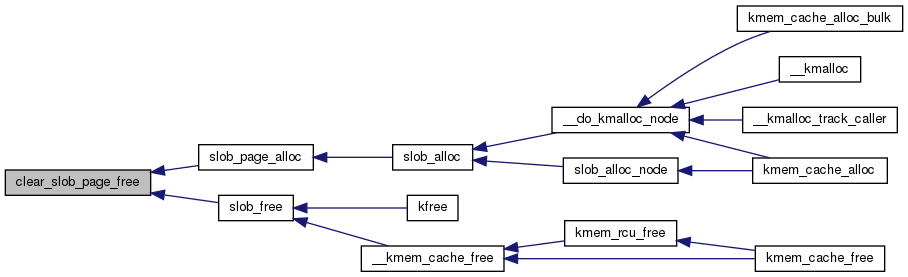 kmem_cache_alloc_bulk
__kmalloc
__do_kmalloc_node
__kmalloc_track_caller
slob_page_alloc
slob_alloc
slob_alloc_node
kmem_cache_alloc
clear_slob_page_free
slob_free
kfree
kmem_rcu_free
__kmem_cache_free
kmem_cache_free